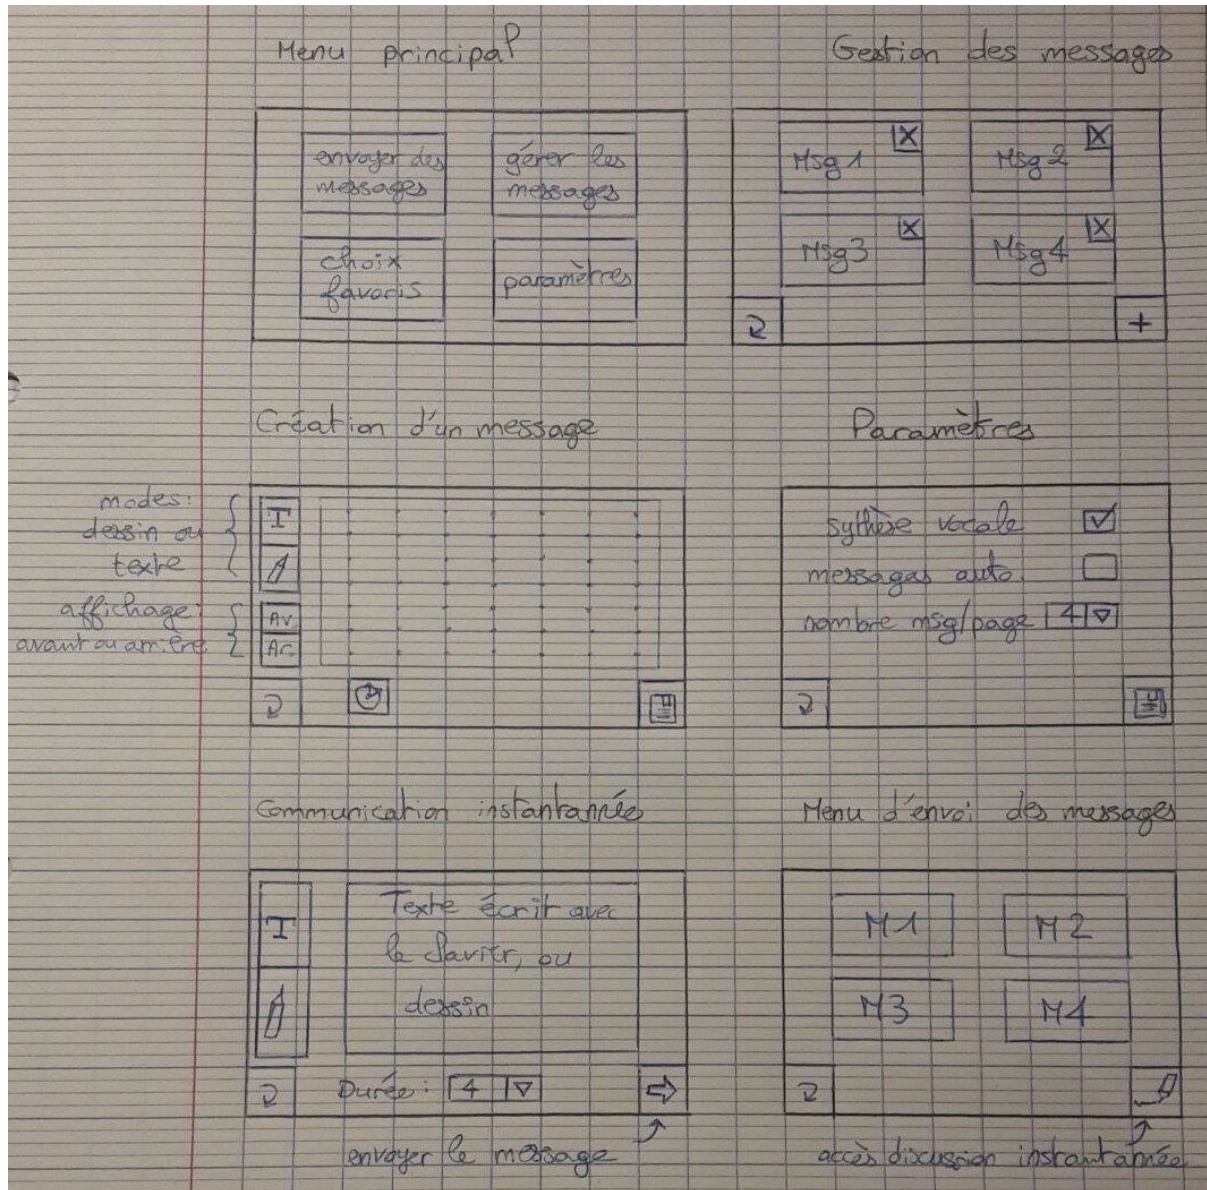 Menu principal
envoyer des
messages
gérer les
messages
choix
favoris
paramètres
Gestion des messages
Msg 1
X
Msg 2
X
Msg3
X
Msg4
X
+
Création d'un message
modes:
dessin ou
texte
affichage:
avant ou arrière
T
Av.
Ar.
Paramètres
sythèse vocale
messages auto.
nombre msg/page 4
Communication instantannée
T
Texte écrit avec
le clavier, ou
dessin
Durée: 4
envoyer le message
Menu d'envoi des messages
M1
M2
M3
M4
accès discussion instantannée